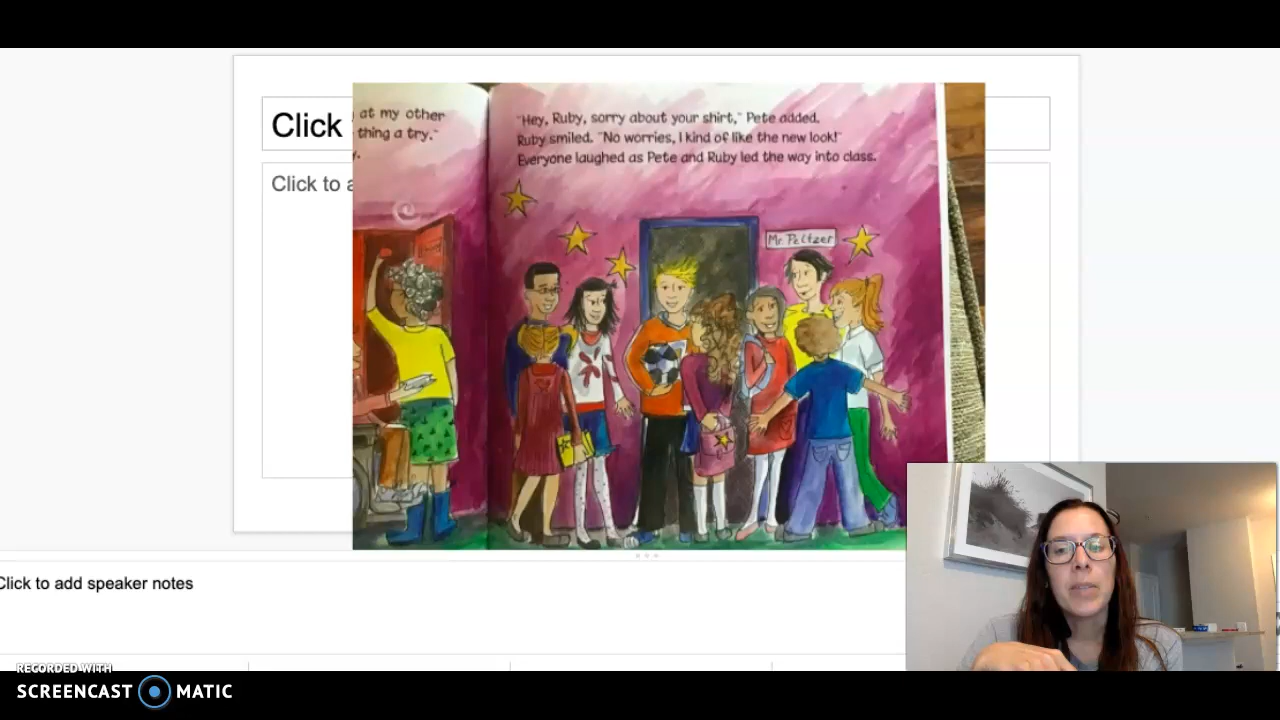 Click
Click to a
at my other
thing a try."
y.
"Hey, Ruby, sorry about your shirt," Pete added.
Ruby smiled. "No worries, I kind of like the new look!"
Everyone laughed as Pete and Ruby led the way into class.
Mr. Peltzer
Click to add speaker notes
RECORDED WITH
SCREENCAST MATIC